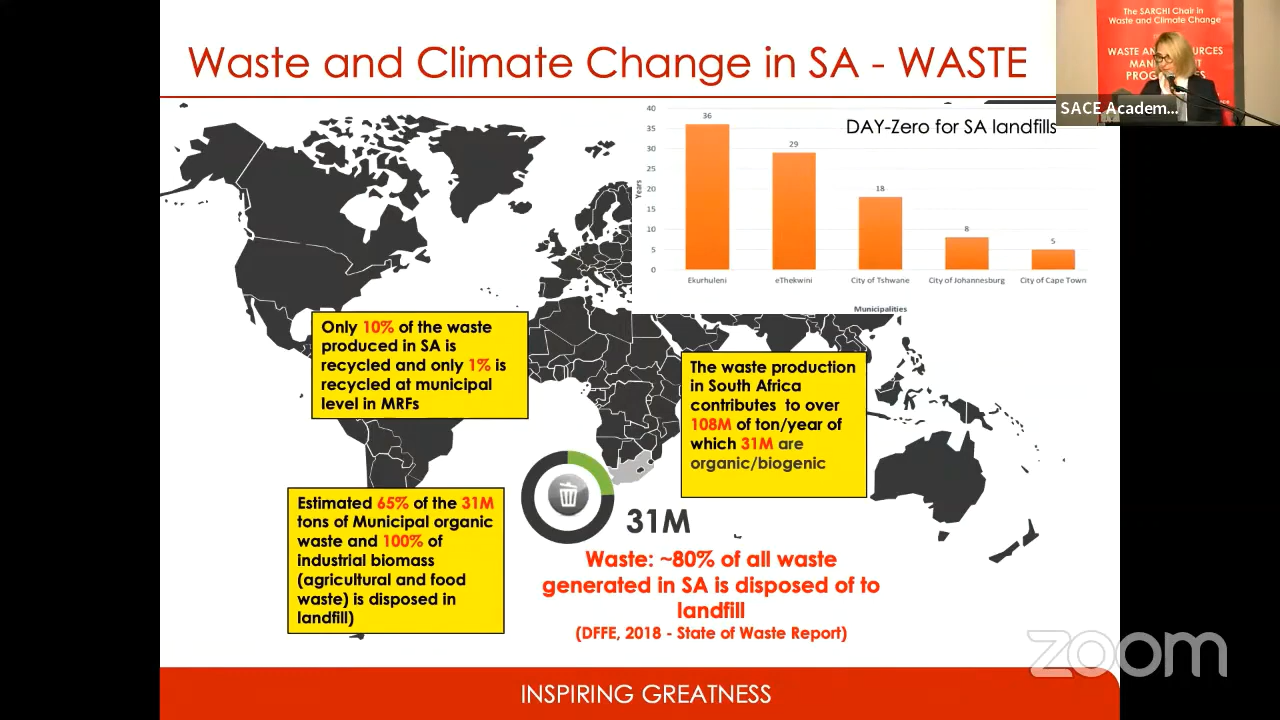 Waste and Climate Change in SA - WASTE
The SARCHI Chair in
Waste and Climate Change
SACE Academ...
DAY-Zero for SA landfills
40
35
30
25
20
15
10
5
0
Years
36
29
18
8
5
Ekurhuleni
eThekwini
City of Tshwane
City of Johannesburg
City of Cape Town
Municipalities
Only 10% of the waste
produced in SA is
recycled and only 1% is
recycled at municipal
level in MRFs
The waste production
in South Africa
contributes to over
108M of ton/year of
which 31M are
organic/biogenic
Estimated 65% of the 31M
tons of Municipal organic
waste and 100% of
industrial biomass
(agricultural and food
waste) is disposed in
landfill)
31M
Waste: ~80% of all waste
generated in SA is disposed of to
landfill
(DFFE, 2018 - State of Waste Report)
zoom
INSPIRING GREATNESS